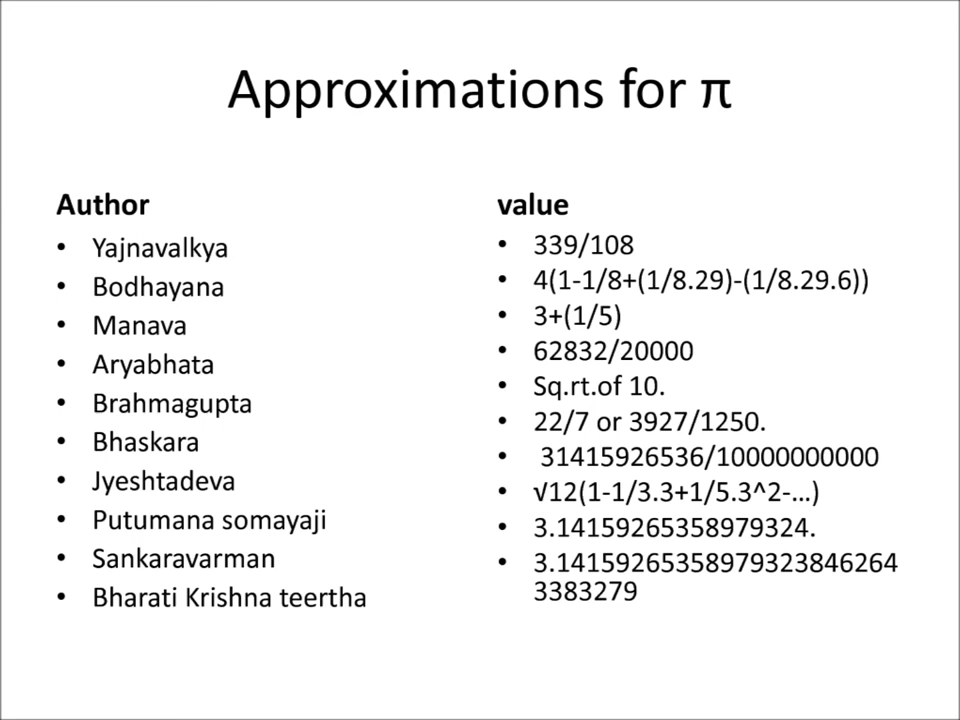 Approximations for π
Author
• Yajnavalkya
• Bodhayana
• Manava
• Aryabhata
• Brahmagupta
• Bhaskara
• Jyeshtadeva
• Putumana somayaji
• Sankaravarman
• Bharati Krishna teertha
value
• 339/108
• 4(1-1/8+(1/8.29)-(1/8.29.6))
• 3+(1/5)
• 62832/20000
• Sq.rt.of 10.
• 22/7 or 3927/1250.
• 31415926536/10000000000
• √12(1-1/3.3+1/5.3^2-…)
• 3.14159265358979324.
• 3.14159265358979323846264
3383279